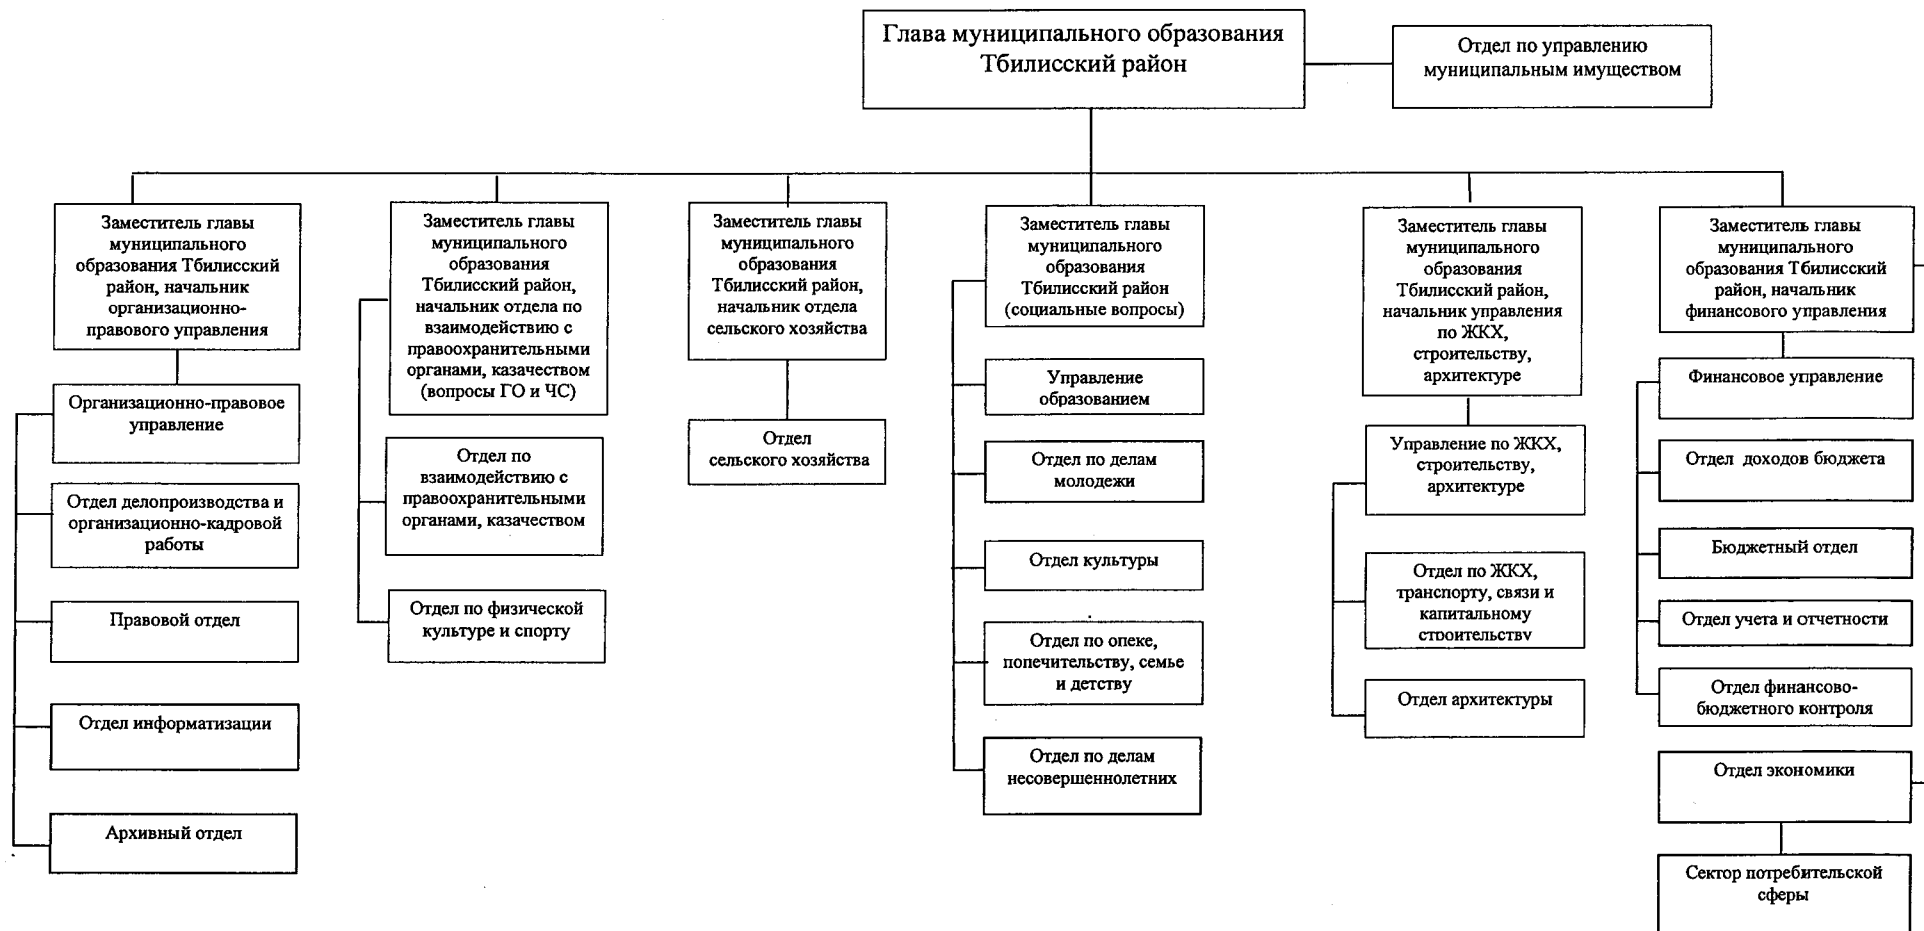 Глава муниципального образования
Тбилисский район
Отдел по управлению
муниципальным имуществом
Заместитель главы
муниципального
образования Тбилисский
район, начальник
организационно-
правового управления
Организационно-правовое
управление
Отдел делопроизводства и
организационно-кадровой
работы
Правовой отдел
Отдел информатизации
Архивный отдел
Заместитель главы
муниципального
образования
Тбилисский район,
начальник отдела по
взаимодействию с
правоохранительными
органами, казачеством
(вопросы ГО и ЧС)
Отдел по
взаимодействию с
правоохранительными
органами, казачеством
Отдел по физической
культуре и спорту
Заместитель главы
муниципального
образования
Тбилисский район,
начальник отдела
сельского хозяйства
Отдел
сельского хозяйства
Заместитель главы
муниципального
образования
Тбилисский район
(социальные вопросы)
Управление
образованием
Отдел по делам
молодежи
Отдел культуры
Отдел по опеке,
попечительству, семье
и детству
Отдел по делам
несовершеннолетних
Заместитель главы
муниципального
образования
Тбилисский район,
начальник управления
по ЖКХ,
строительству,
архитектуре
Управление по ЖКХ,
строительству,
архитектуре
Отдел по ЖКХ,
транспорту, связи и
капитальному
строительству
Отдел архитектуры
Заместитель главы
муниципального
образования Тбилисский
район, начальник
финансового управления
Финансовое управление
Отдел доходов бюджета
Бюджетный отдел
Отдел учета и отчетности
Отдел финансово-
бюджетного контроля
Отдел экономики
Сектор потребительской
сферы